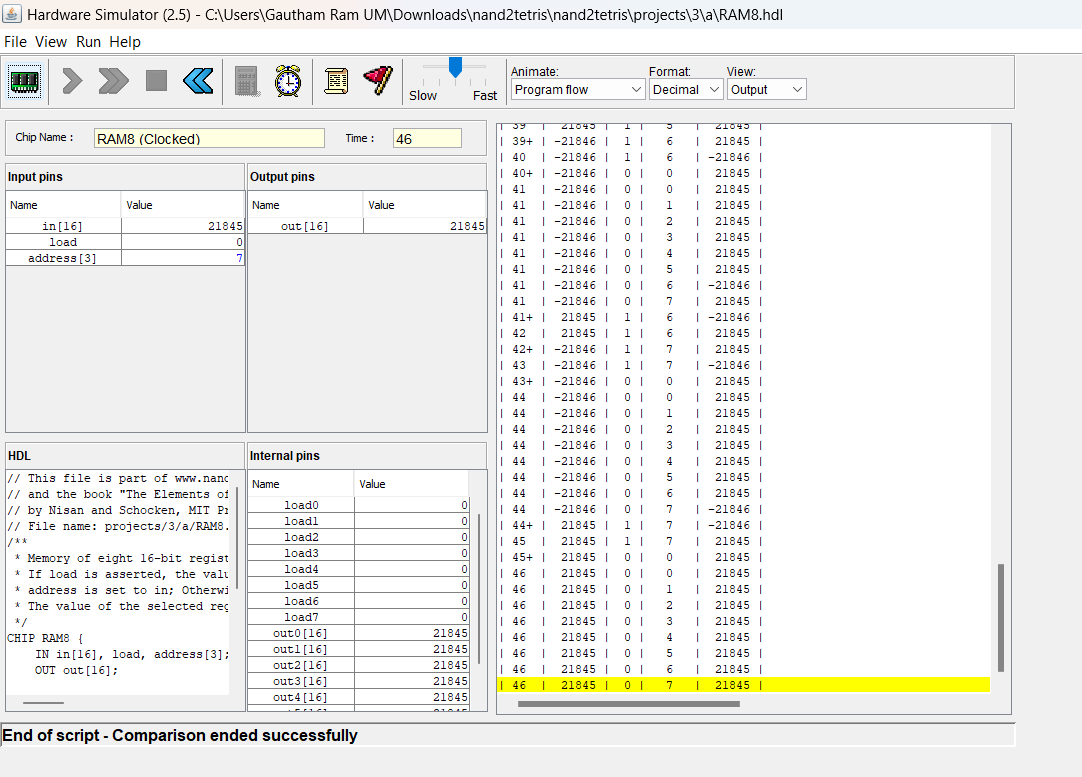 Hardware Simulator (2.5) - C:\Users\Gautham Ram UM\Downloads\nand2tetris\nand2tetris\projects\3\a\RAM8.hdl
File View Run Help
Slow Fast
Animate: Format: View:
Program flow Decimal Output
Chip Name : RAM8 (Clocked) Time : 46
Input pins
Name Value
in[16] 21845
load 0
address[3] 7
Output pins
Name Value
out[16] 21845
HDL
// This file is part of www.nand
// and the book "The Elements of
// by Nisan and Schocken, MIT Pr
// File name: projects/3/a/RAM8.
/**
* Memory of eight 16-bit regist
* If load is asserted, the valu
* address is set to in; Otherwi
* The value of the selected reg
*/
CHIP RAM8 {
IN in[16], load, address[3];
OUT out[16];
Internal pins
Name Value
load0 0
load1 0
load2 0
load3 0
load4 0
load5 0
load6 0
load7 0
out0[16] 21845
out1[16] 21845
out2[16] 21845
out3[16] 21845
out4[16] 21845
| 39 | 21845 | 1 | 5 | 21845 |
| 39+ | -21846 | 1 | 6 | 21845 |
| 40 | -21846 | 1 | 6 | -21846 |
| 40+ | -21846 | 0 | 0 | 21845 |
| 41 | -21846 | 0 | 0 | 21845 |
| 41 | -21846 | 0 | 1 | 21845 |
| 41 | -21846 | 0 | 2 | 21845 |
| 41 | -21846 | 0 | 3 | 21845 |
| 41 | -21846 | 0 | 4 | 21845 |
| 41 | -21846 | 0 | 5 | 21845 |
| 41 | -21846 | 0 | 6 | -21846 |
| 41 | -21846 | 0 | 7 | 21845 |
| 41+ | 21845 | 1 | 6 | -21846 |
| 42 | 21845 | 1 | 6 | 21845 |
| 42+ | -21846 | 1 | 7 | 21845 |
| 43 | -21846 | 1 | 7 | -21846 |
| 43+ | -21846 | 0 | 0 | 21845 |
| 44 | -21846 | 0 | 0 | 21845 |
| 44 | -21846 | 0 | 1 | 21845 |
| 44 | -21846 | 0 | 2 | 21845 |
| 44 | -21846 | 0 | 3 | 21845 |
| 44 | -21846 | 0 | 4 | 21845 |
| 44 | -21846 | 0 | 5 | 21845 |
| 44 | -21846 | 0 | 6 | 21845 |
| 44 | -21846 | 0 | 7 | -21846 |
| 44+ | 21845 | 1 | 7 | -21846 |
| 45 | 21845 | 1 | 7 | 21845 |
| 45+ | 21845 | 0 | 0 | 21845 |
| 46 | 21845 | 0 | 0 | 21845 |
| 46 | 21845 | 0 | 1 | 21845 |
| 46 | 21845 | 0 | 2 | 21845 |
| 46 | 21845 | 0 | 3 | 21845 |
| 46 | 21845 | 0 | 4 | 21845 |
| 46 | 21845 | 0 | 5 | 21845 |
| 46 | 21845 | 0 | 6 | 21845 |
| 46 | 21845 | 0 | 7 | 21845 |
End of script - Comparison ended successfully